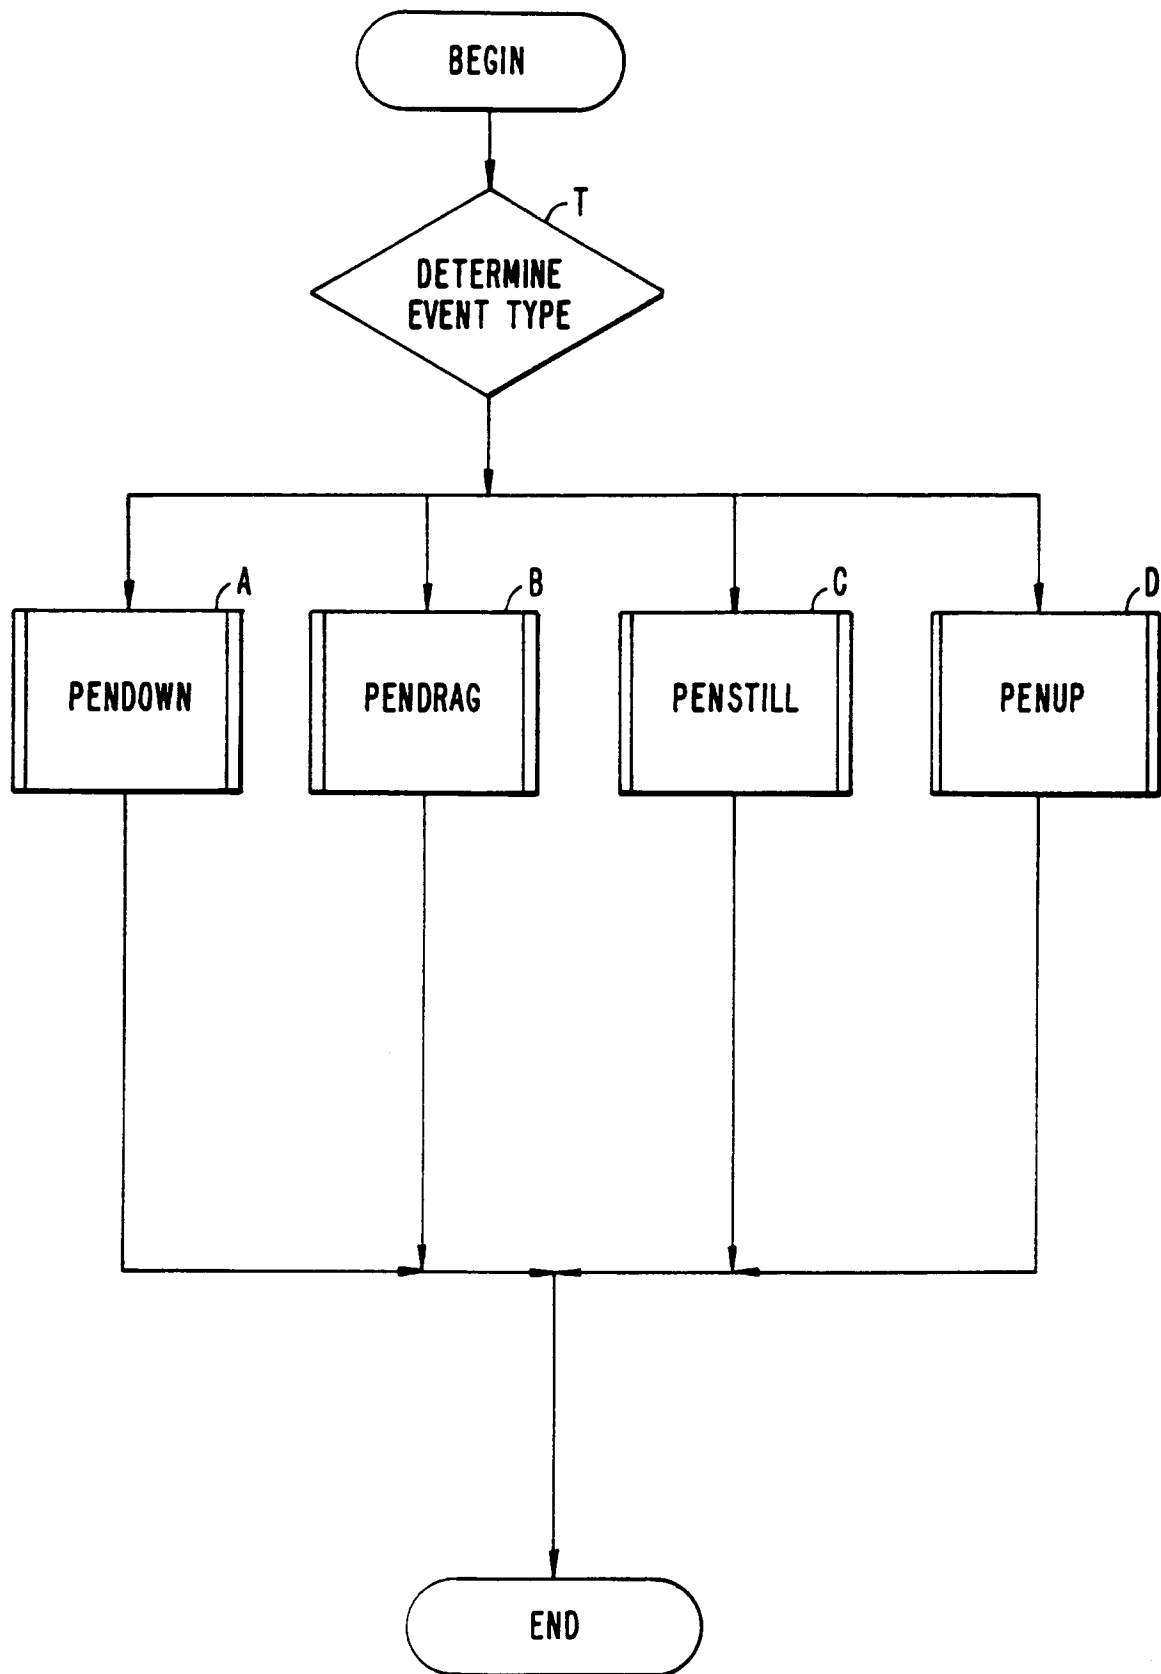 BEGIN
T
DETERMINE
EVENT TYPE
A
B
C
D
PENDOWN
PENDRAG
PENSTILL
PENUP
END